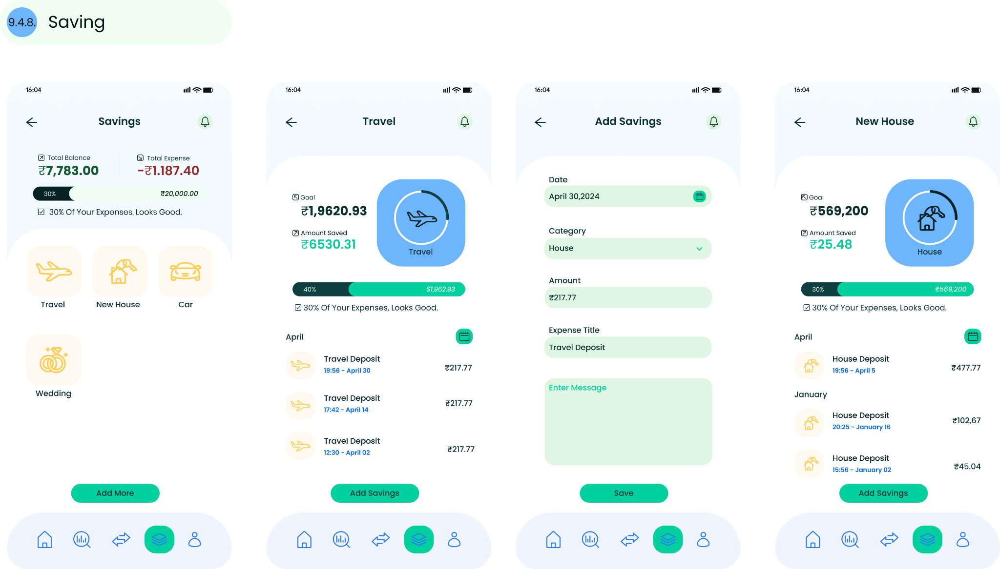 9.4.8. Saving
16:04
Savings
Total Balance
₹7,783.00
Total Expense
-₹1.187.40
30%
₹20,000.00
30% Of Your Expenses, Looks Good.
Travel
New House
Car
Wedding
Add More
16:04
Travel
Goal
₹1,9620.93
Amount Saved
₹6530.31
Travel
40%
$1,962.93
30% Of Your Expenses, Looks Good.
April
Travel Deposit
19:56 - April 30
₹217.77
Travel Deposit
17:42 - April 14
₹217.77
Travel Deposit
12:30 - April 02
₹217.77
Add Savings
16:04
Add Savings
Date
April 30,2024
Category
House
Amount
₹217.77
Expense Title
Travel Deposit
Enter Message
Save
16:04
New House
Goal
₹569,200
Amount Saved
₹25.48
House
30%
₹569,200
30% Of Your Expenses, Looks Good.
April
House Deposit
19:56 - April 5
₹477.77
January
House Deposit
20:25 - January 16
₹102,67
House Deposit
15:56 - January 02
₹45.04
Add Savings